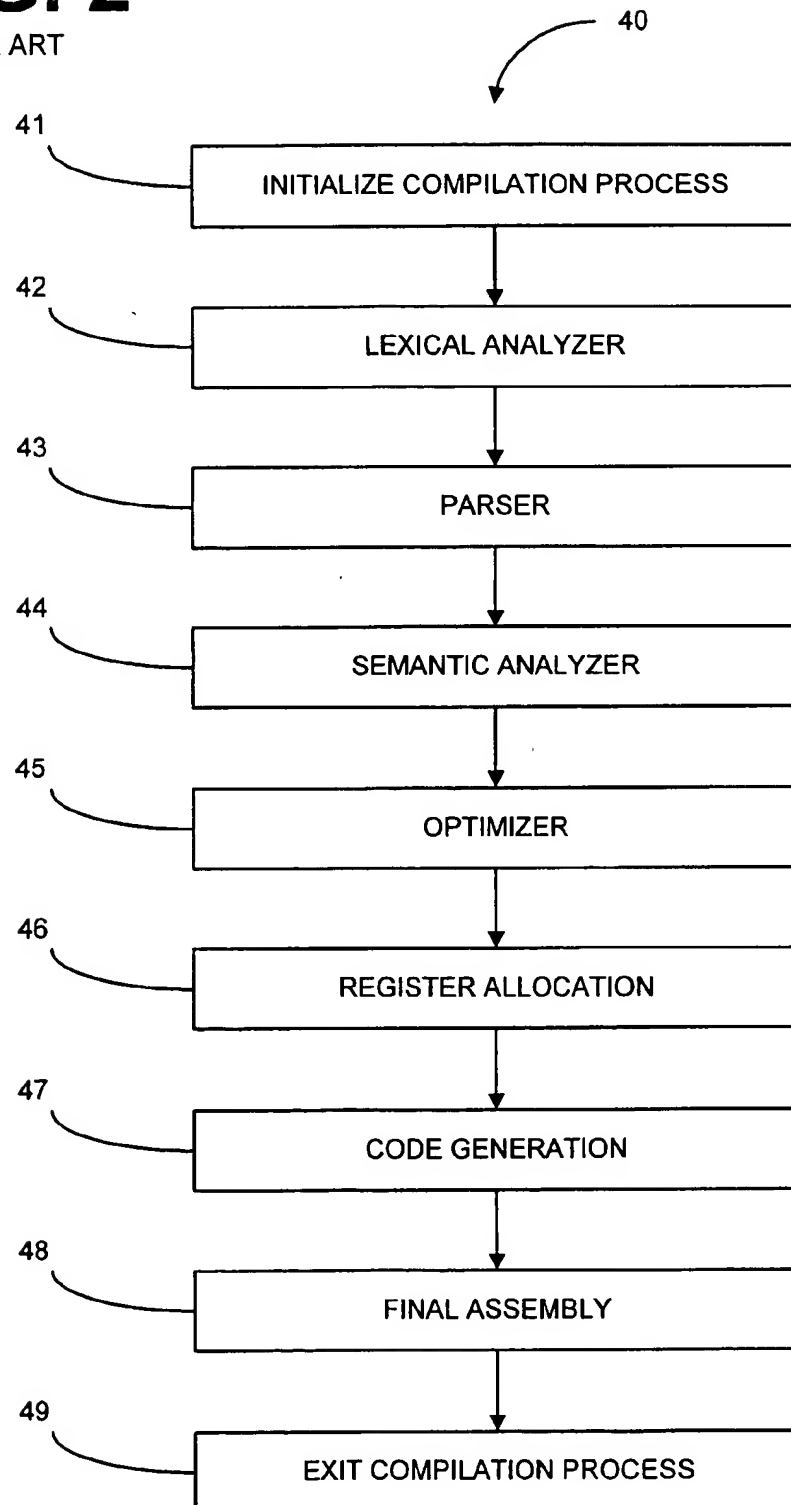 ART
40
41
INITIALIZE COMPILATION PROCESS
42
LEXICAL ANALYZER
43
PARSER
44
SEMANTIC ANALYZER
45
OPTIMIZER
46
REGISTER ALLOCATION
47
CODE GENERATION
48
FINAL ASSEMBLY
49
EXIT COMPILATION PROCESS